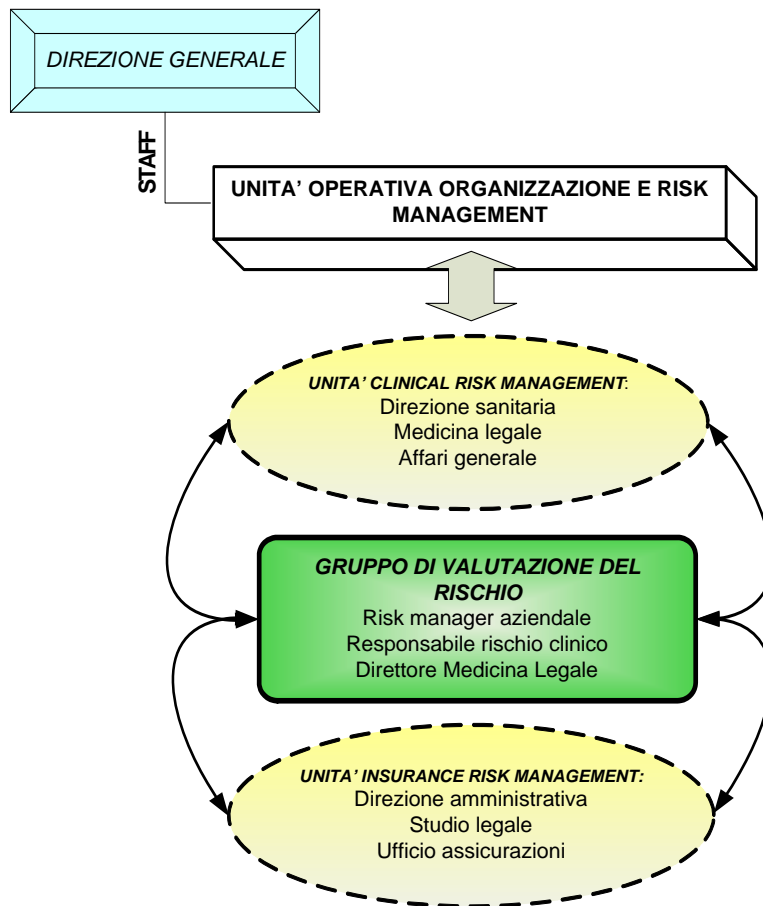 DIREZIONE GENERALE
STAFF
UNITA’ OPERATIVA ORGANIZZAZIONE E RISK
MANAGEMENT
UNITA’ CLINICAL RISK MANAGEMENT:
Direzione sanitaria
Medicina legale
Affari generale
GRUPPO DI VALUTAZIONE DEL
RISCHIO
Risk manager aziendale
Responsabile rischio clinico
Direttore Medicina Legale
UNITA’ INSURANCE RISK MANAGEMENT:
Direzione amministrativa
Studio legale
Ufficio assicurazioni